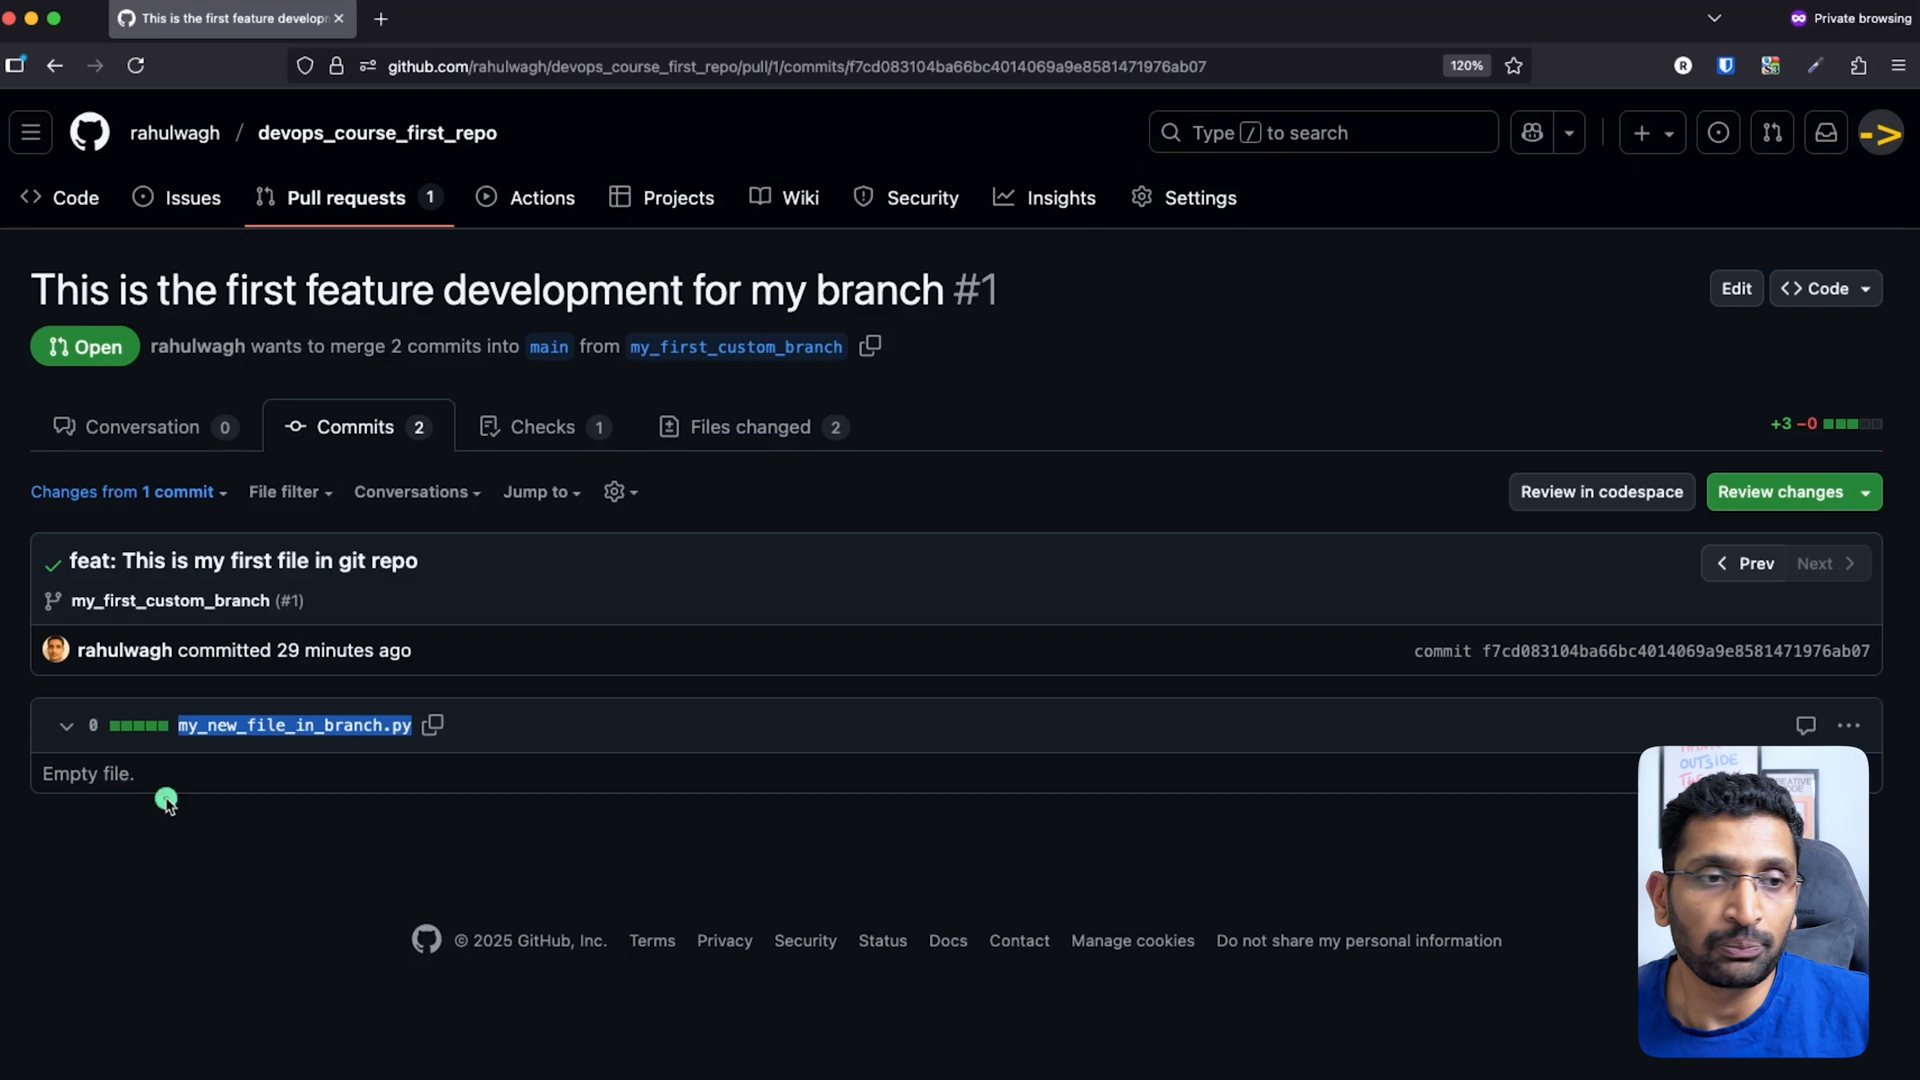 This is the first feature developn
Private browsing
github.com/rahulwagh/devops_course_first_repo/pull/1/commits/f7cd083104ba66bc4014069a9e8581471976ab07
120%
R
rahulwagh / devops_course_first_repo
Type / to search
Code
Issues
Pull requests 1
Actions
Projects
Wiki
Security
Insights
Settings
This is the first feature development for my branch #1
Edit
<> Code
Open
rahulwagh wants to merge 2 commits into main from my_first_custom_branch
Conversation 0
Commits 2
Checks 1
Files changed 2
+3 −0
Changes from 1 commit
File filter
Conversations
Jump to
Review in codespace
Review changes
feat: This is my first file in git repo
Prev
Next
my_first_custom_branch (#1)
rahulwagh committed 29 minutes ago
commit f7cd083104ba66bc4014069a9e8581471976ab07
0
my_new_file_in_branch.py
Empty file.
OUTSIDE
© 2025 GitHub, Inc.
Terms
Privacy
Security
Status
Docs
Contact
Manage cookies
Do not share my personal information